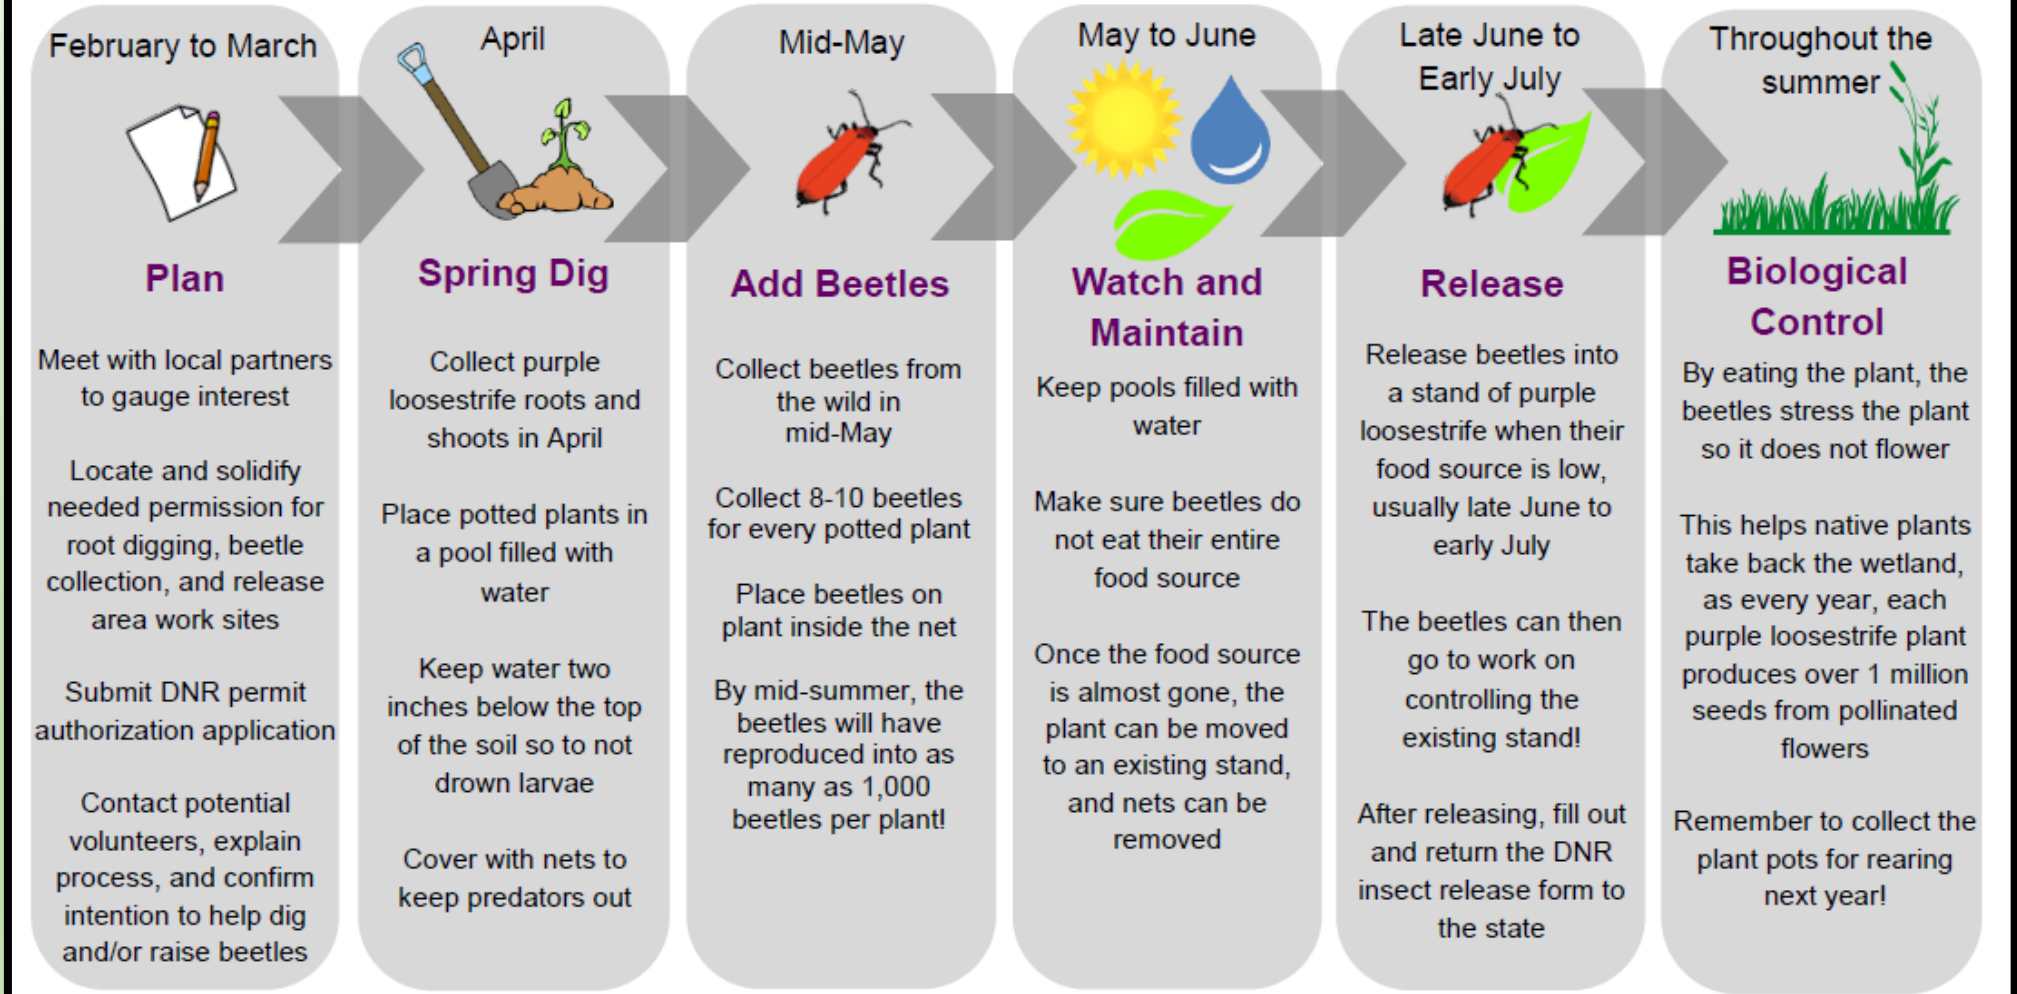 February to March
Plan
Meet with local partners
to gauge interest
Locate and solidify
needed permission for
root digging, beetle
collection, and release
area work sites
Submit DNR permit
authorization application
Contact potential
volunteers, explain
process, and confirm
intention to help dig
and/or raise beetles
April
Spring Dig
Collect purple
loosestrife roots and
shoots in April
Place potted plants in
a pool filled with
water
Keep water two
inches below the top
of the soil so to not
drown larvae
Cover with nets to
keep predators out
Mid-May
Add Beetles
Collect beetles from
the wild in
mid-May
Collect 8-10 beetles
for every potted plant
Place beetles on
plant inside the net
By mid-summer, the
beetles will have
reproduced into as
many as 1,000
beetles per plant!
May to June
Watch and
Maintain
Keep pools filled with
water
Make sure beetles do
not eat their entire
food source
Once the food source
is almost gone, the
plant can be moved
to an existing stand,
and nets can be
removed
Late June to
Early July
Release
Release beetles into
a stand of purple
loosestrife when their
food source is low,
usually late June to
early July
The beetles can then
go to work on
controlling the
existing stand!
After releasing, fill out
and return the DNR
insect release form to
the state
Throughout the
summer
Biological
Control
By eating the plant, the
beetles stress the plant
so it does not flower
This helps native plants
take back the wetland,
as every year, each
purple loosestrife plant
produces over 1 million
seeds from pollinated
flowers
Remember to collect the
plant pots for rearing
next year!